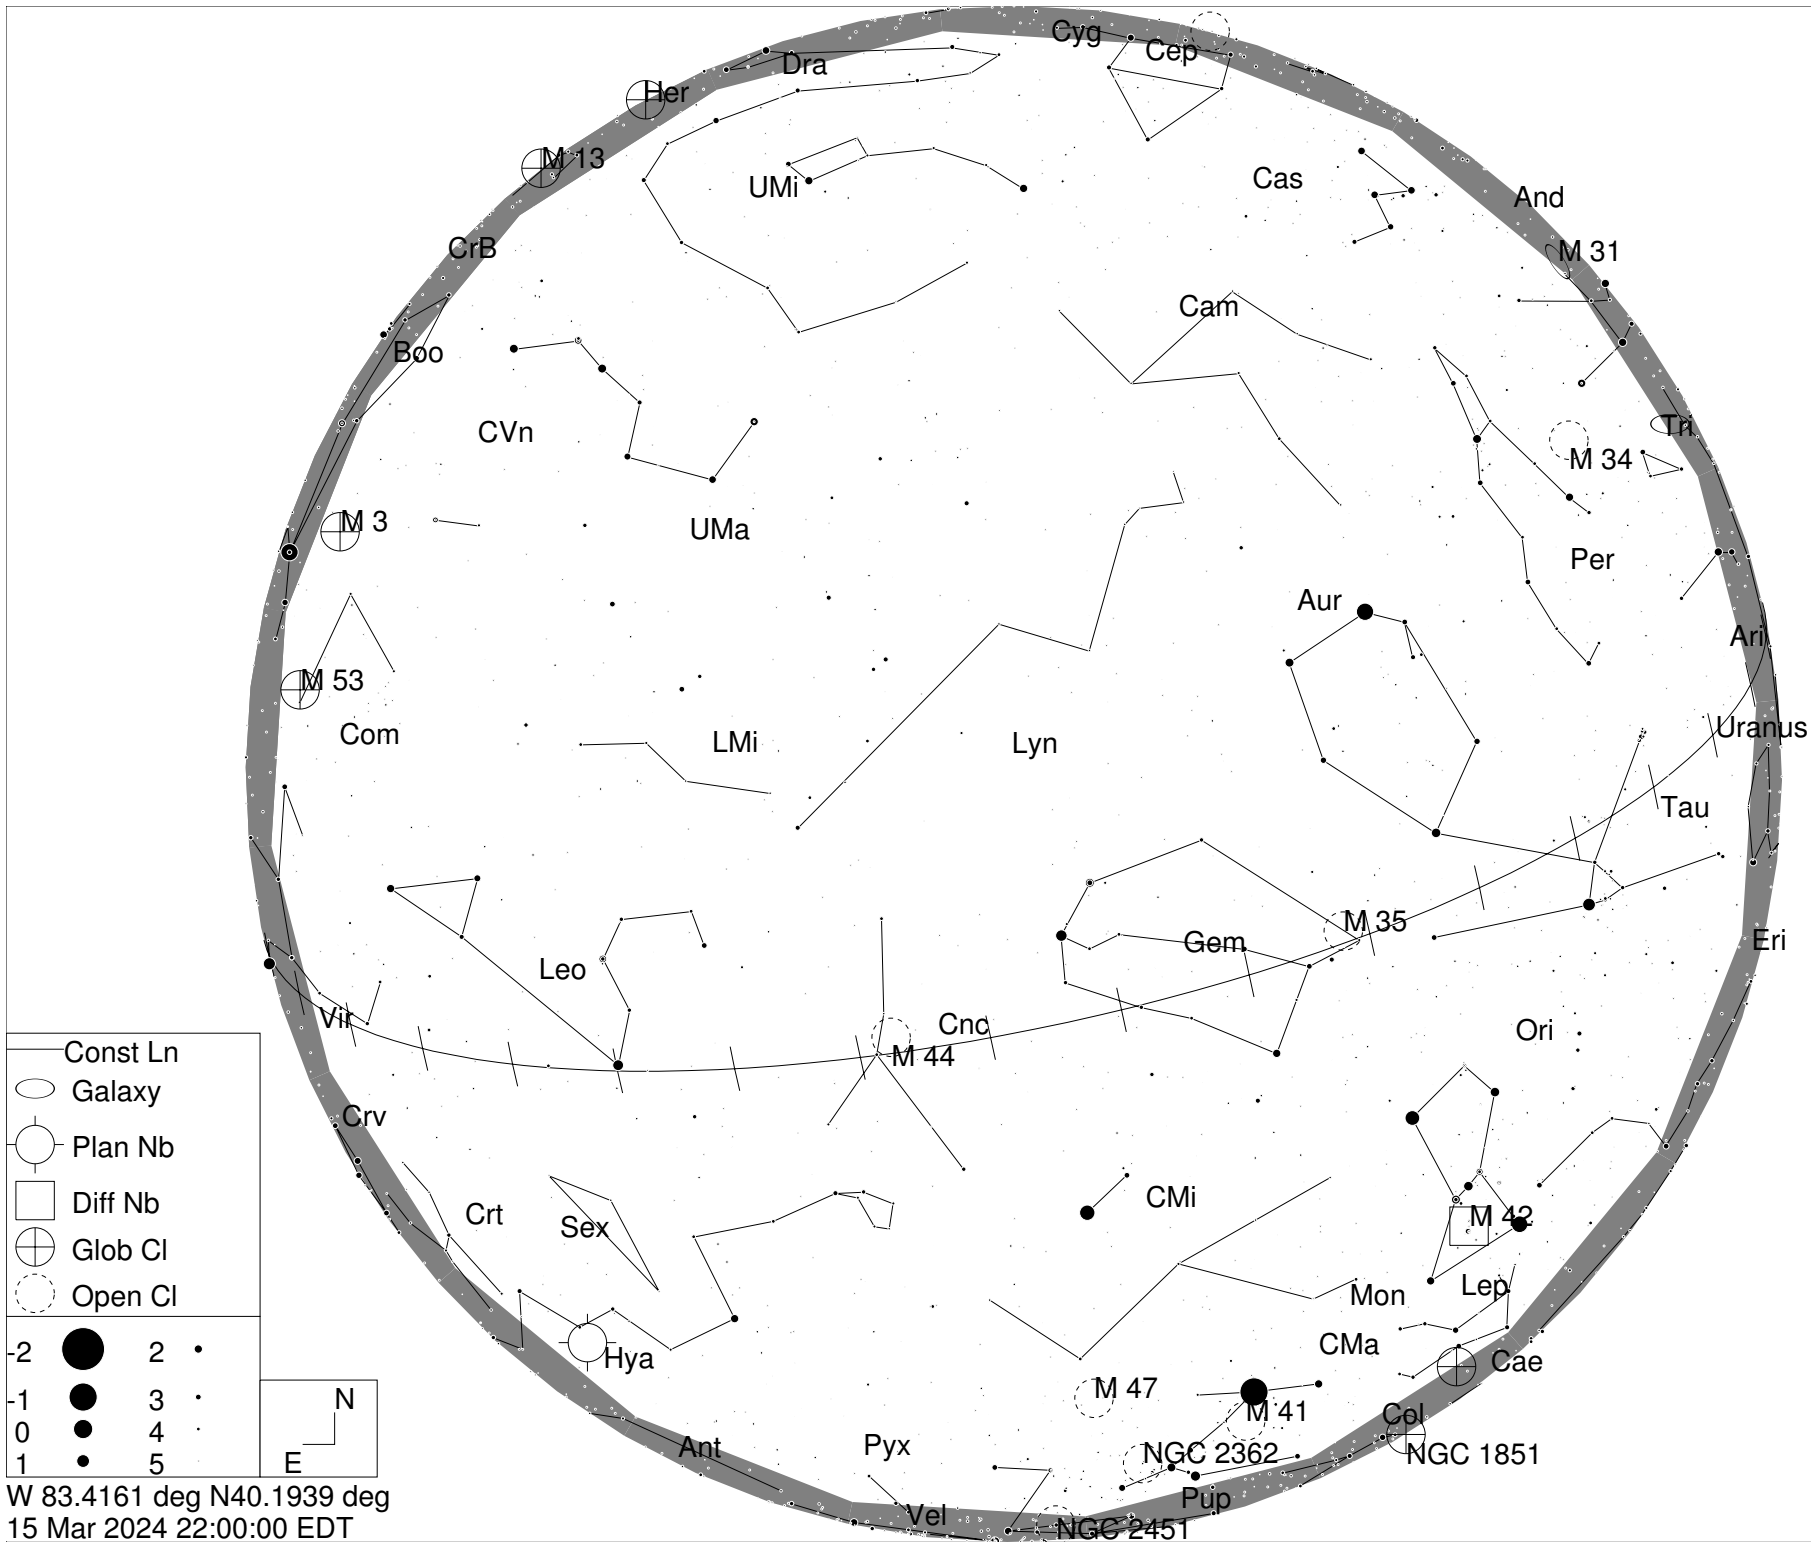 Cyg
Cep
Dra
Her
M 13
UMi
Cas
And
CrB
M 31
Cam
Boo
CVn
Tri
M 34
M 3
UMa
Per
Aur
Ari
M 53
Com
LMi
Lyn
Uranus
Tau
M 35
Gem
Leo
Eri
Vir
Cnc
Ori
M 44
Const Ln
Galaxy
Crv
Plan Nb
CMi
Diff Nb
Crt
Sex
M 42
Glob Cl
Lep
Open Cl
Mon
CMa
-2
2
Hya
Cae
-1
3
M 47
M 41
N
Col
0
4
Ant
Pyx
NGC 2362
NGC 1851
1
5
E
W 83.4161 deg N40.1939 deg
Pup
Vel
15 Mar 2024 22:00:00 EDT
NGC 2451